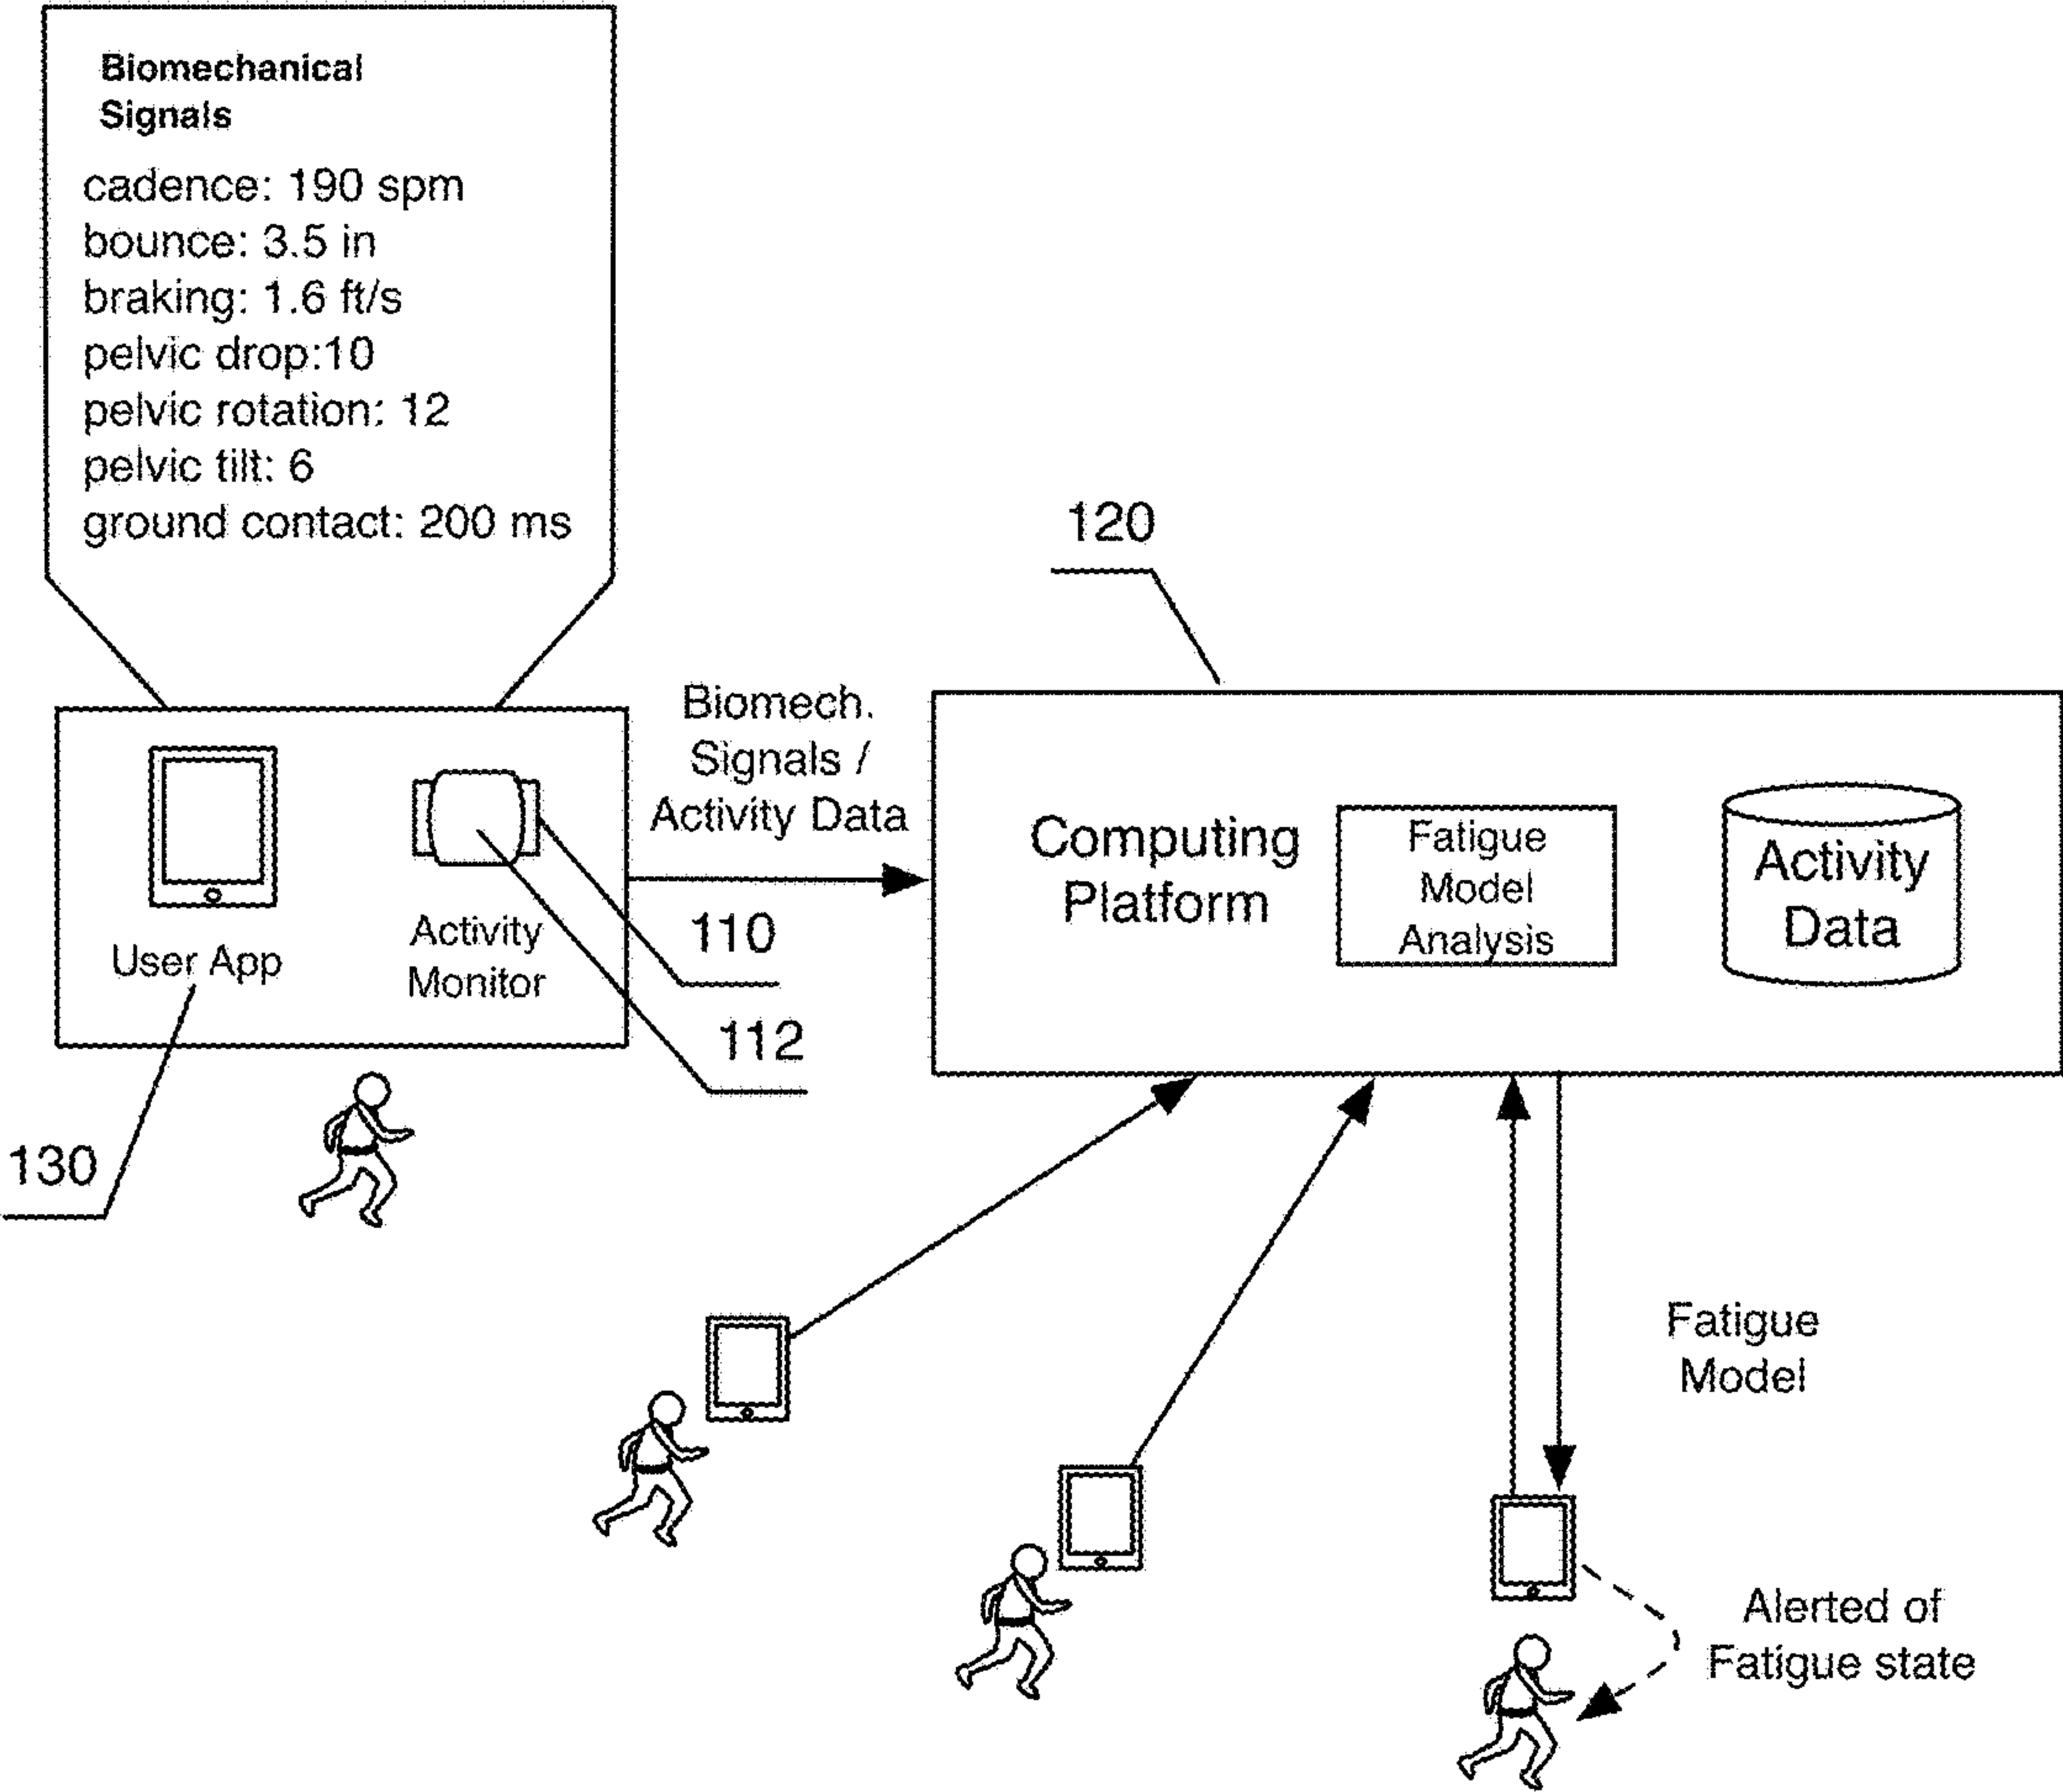 Biomechanical
Signals
cadence: 190 spm
bounce: 3.5 in
braking: 1.6 ft/s
pelvic drop:10
pelvic rotation: 12
pelvic tilt: 6
ground contact: 200 ms
120
Biomech.
Signals /
Activity Data
User App
Activity
Monitor
110
112
130
Computing
Platform
Fatigue
Model
Analysis
Activity
Data
Fatigue
Model
Alerted of
Fatigue state